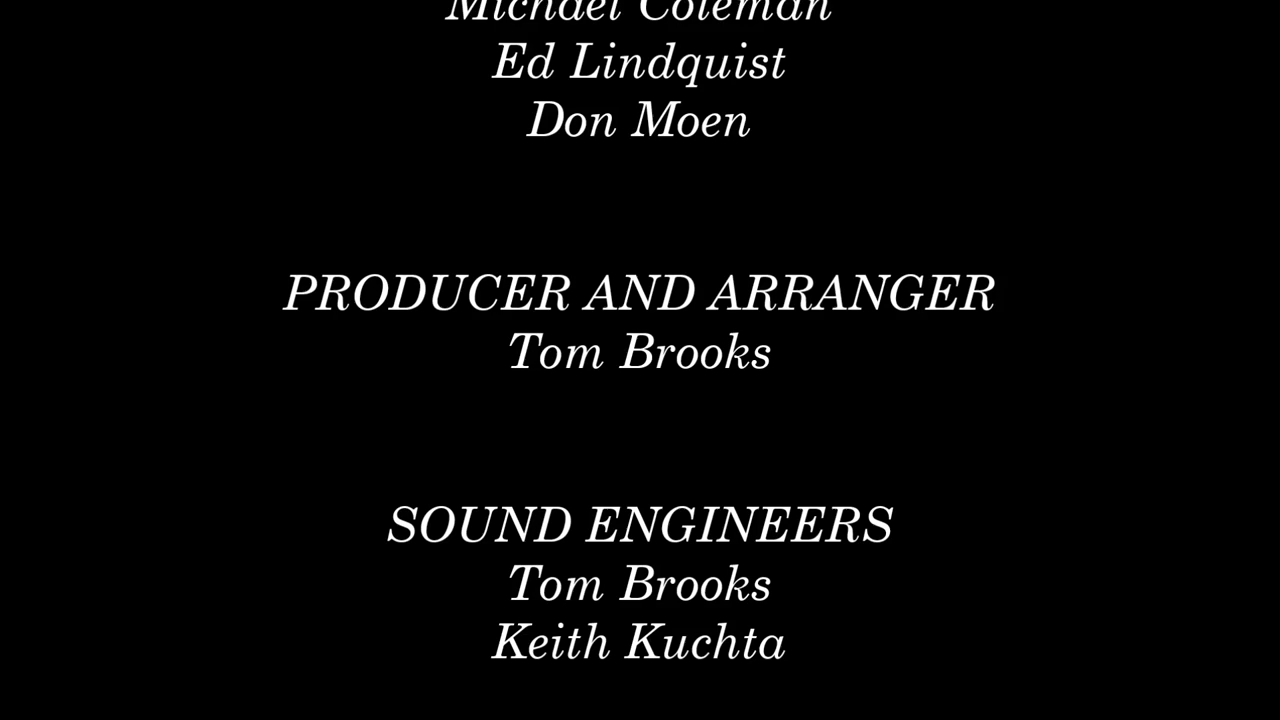 Michael Coleman
Ed Lindquist
Don Moen
PRODUCER AND ARRANGER
Tom Brooks
SOUND ENGINEERS
Tom Brooks
Keith Kuchta